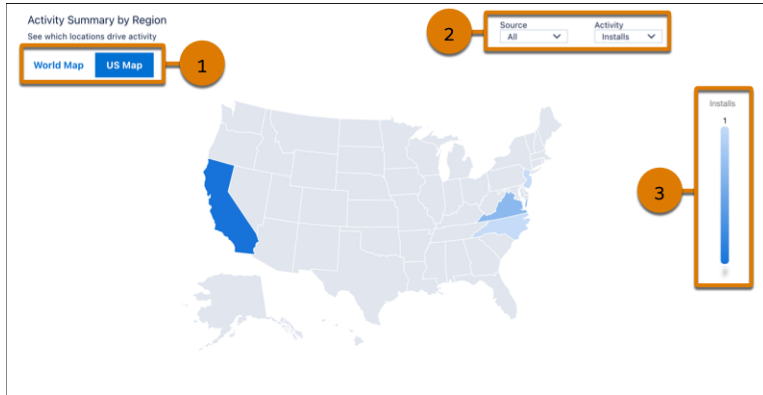 Activity Summary by Region
See which locations drive activity
World Map
US Map
1
2
Source
All
Activity
Installs
Installs
1
3